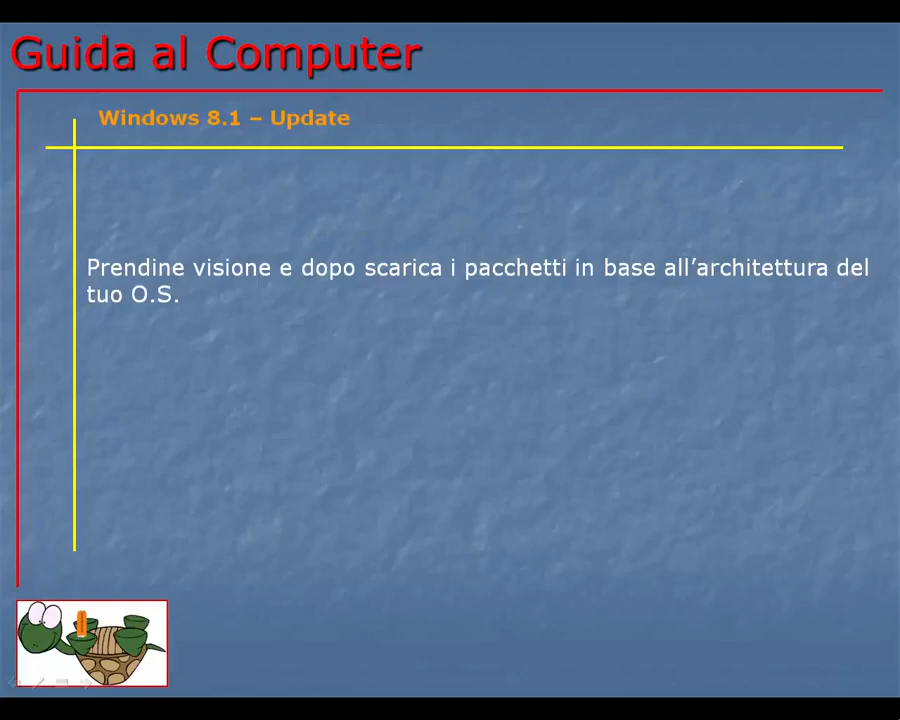 Guida al Computer
Windows 8.1 – Update
Prendine visione e dopo scarica i pacchetti in base all’architettura del
tuo O.S.